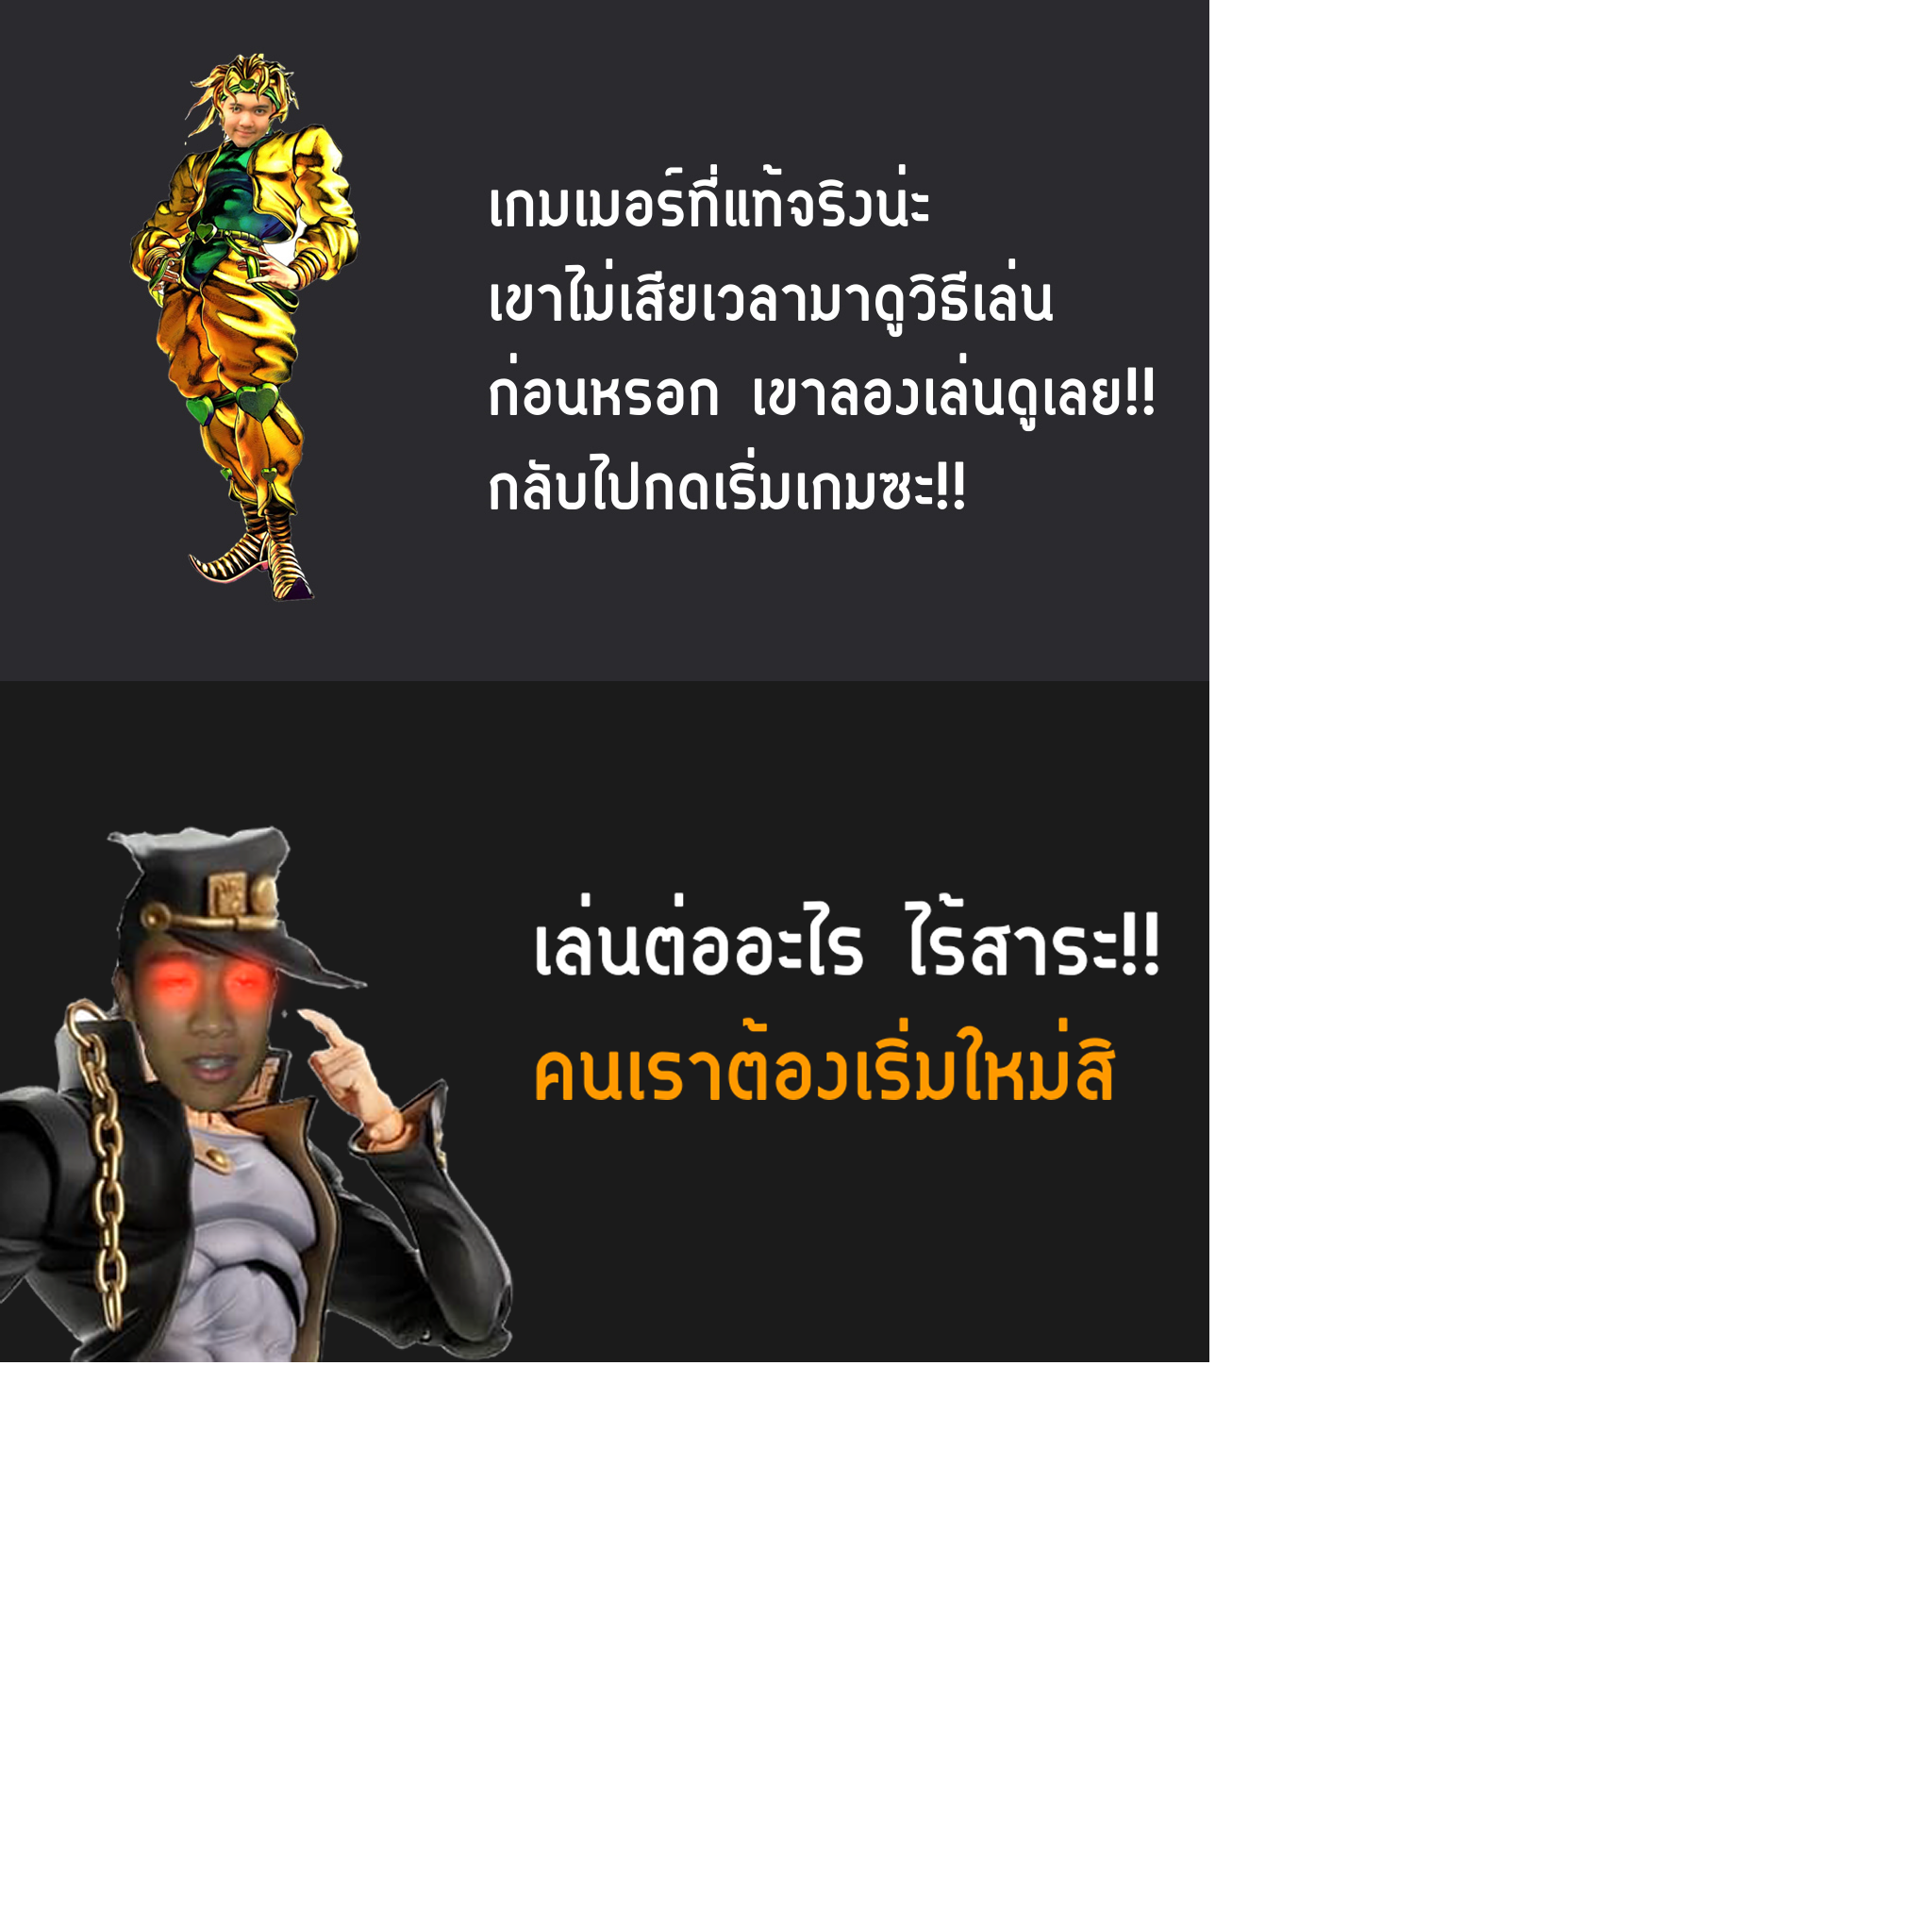 เกมเมอร์ที่แท้จริงน่ะ
เขาไม่เสียเวลามาดูวิธีเล่น
ก่อนหรอก เขาลองเล่นดูเลย!!
กลับไปกดเริ่มเกมซะ!!
เล่นต่ออะไร ไร้สาระ!!
คนเราต้องเริ่มใหม่สิ